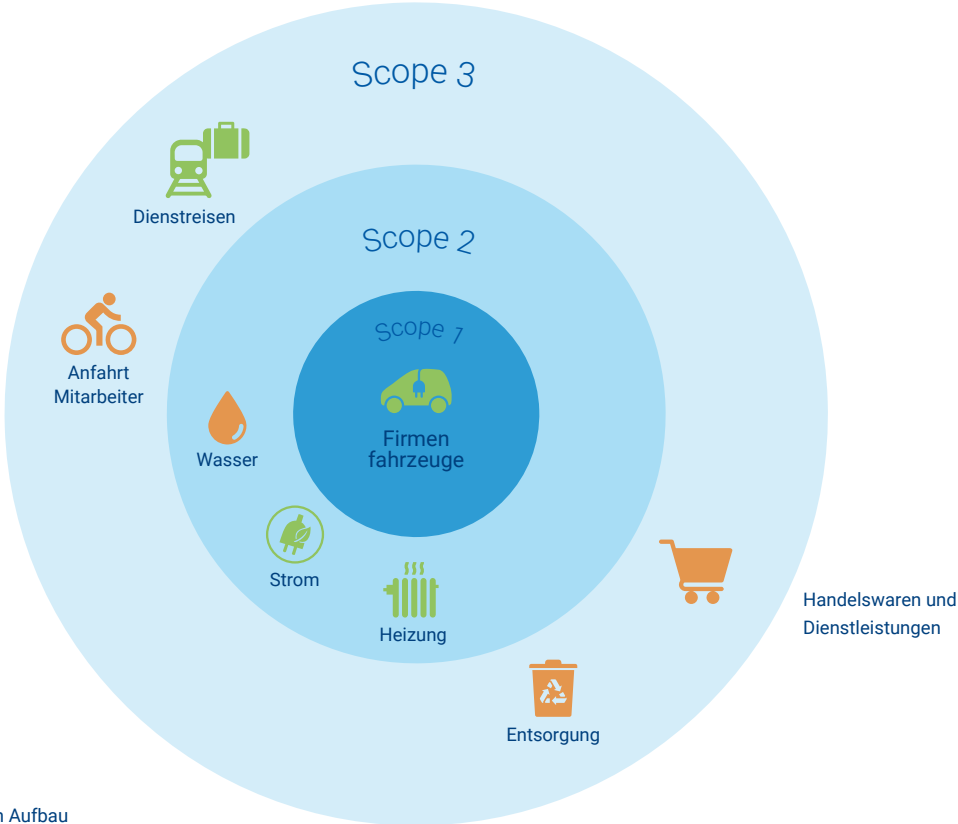 Scope 3
Dienstreisen
Scope 2
Scope 1
Anfahrt
Mitarbeiter
Firmen
fahrzeuge
Wasser
Strom
Heizung
Handelswaren und
Dienstleistungen
Entsorgung
Aufbau